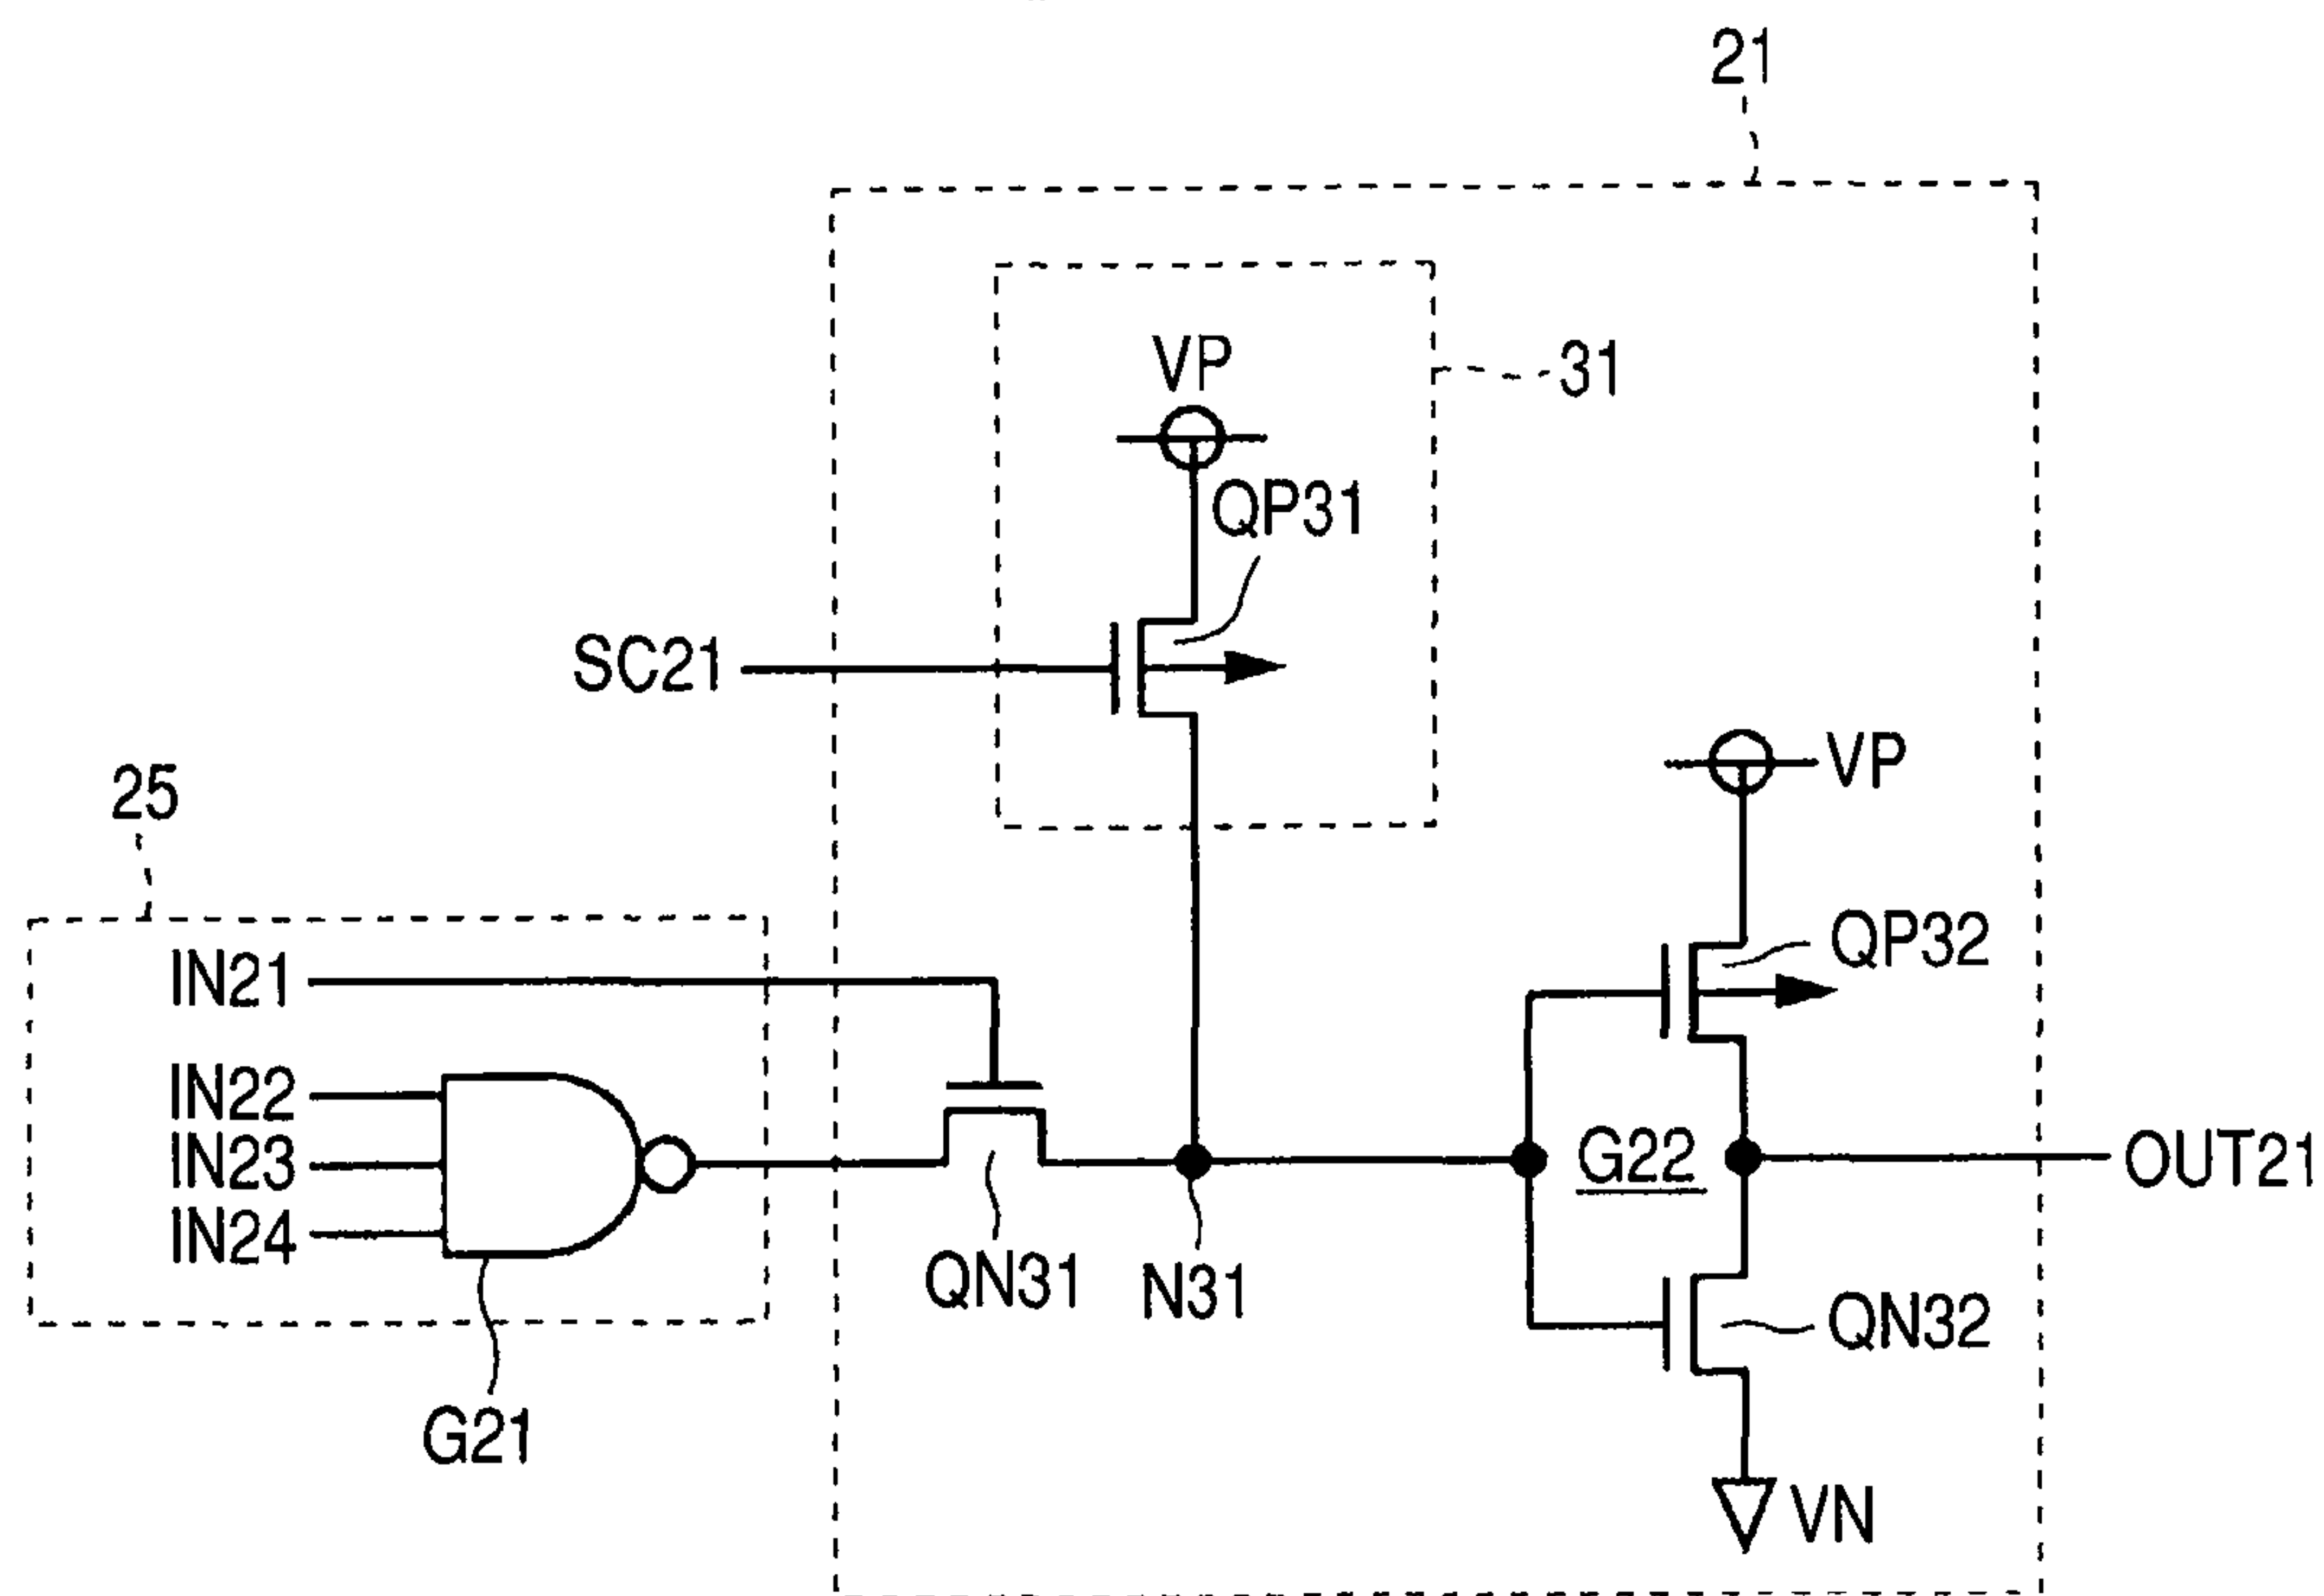 21
VP
31
QP31
SC21
VP
25
QP32
IN21
IN22
G22
OUT21
IN23
IN24
QN31
N31
QN32
G21
VN